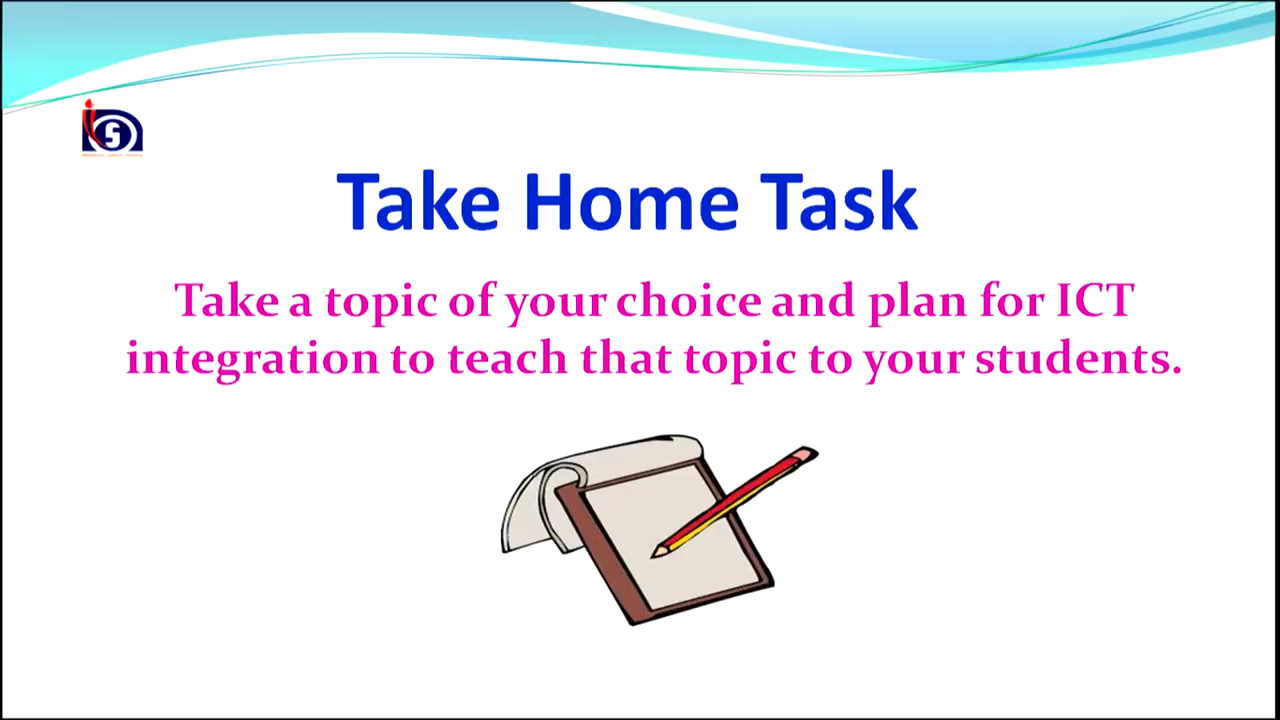 Take Home Task
Take a topic of your choice and plan for ICT
integration to teach that topic to your students.